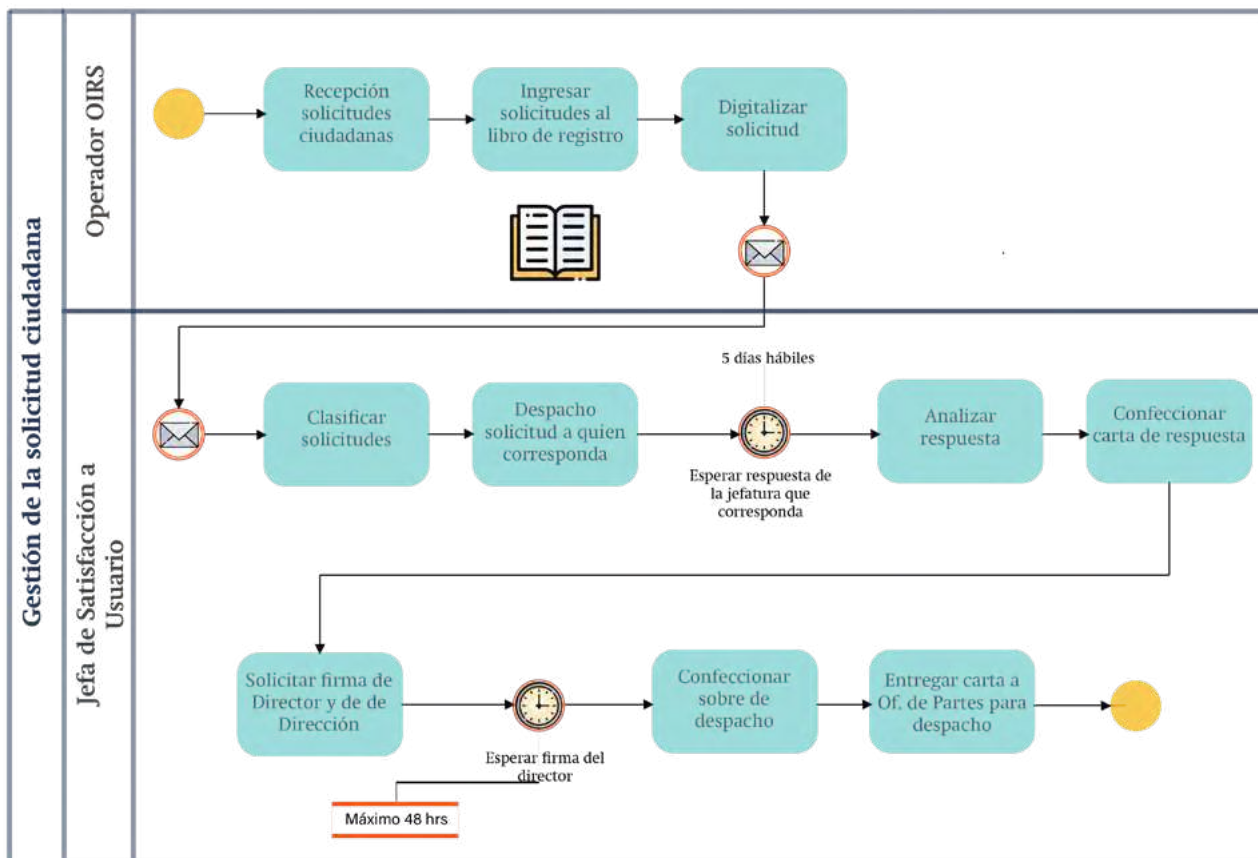 Gestión de la solicitud ciudadana
Operador OIRS
Recepción
solicitudes
ciudadanas
Ingresar
solicitudes al
libro de registro
Digitalizar
solicitud
Jefa de Satisfacción a
Usuario
Clasificar
solicitudes
Despacho
solicitud a quien
corresponda
5 días hábiles
Esperar respuesta de
la jefatura que
corresponda
Analizar
respuesta
Confeccionar
carta de respuesta
Solicitar firma de
Director y de de
Dirección
Esperar firma del
director
Máximo 48 hrs
Confeccionar
sobre de
despacho
Entregar carta a
Of. de Partes para
despacho